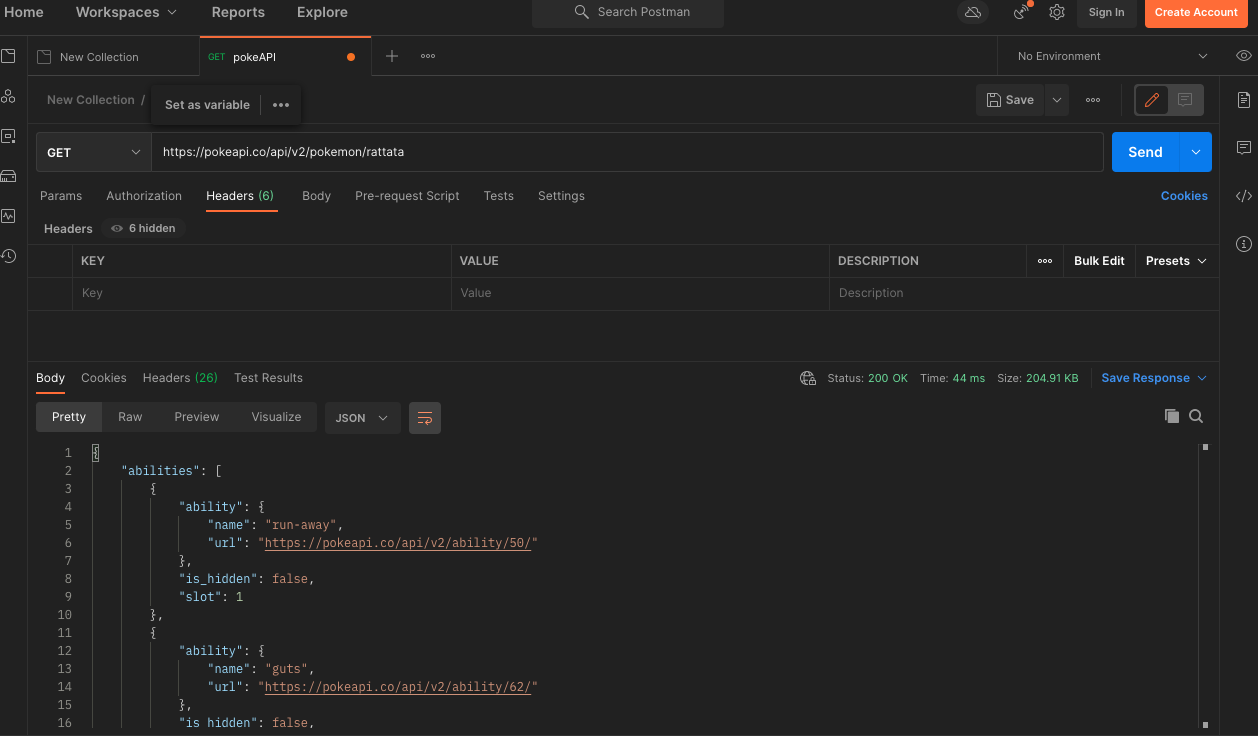 Home Workspaces Reports Explore Search Postman Sign In Create Account
New Collection GET pokeAPI No Environment
New Collection / Set as variable Save
GET https://pokeapi.co/api/v2/pokemon/rattata Send
Params Authorization Headers (6) Body Pre-request Script Tests Settings Cookies
Headers 6 hidden
KEY VALUE DESCRIPTION Bulk Edit Presets
Key Value Description
Body Cookies Headers (26) Test Results Status: 200 OK Time: 44 ms Size: 204.91 KB Save Response
Pretty Raw Preview Visualize JSON
1 {
2 "abilities": [
3 {
4 "ability": {
5 "name": "run-away",
6 "url": "https://pokeapi.co/api/v2/ability/50/"
7 },
8 "is_hidden": false,
9 "slot": 1
10 },
11 {
12 "ability": {
13 "name": "guts",
14 "url": "https://pokeapi.co/api/v2/ability/62/"
15 },
16 "is_hidden": false,